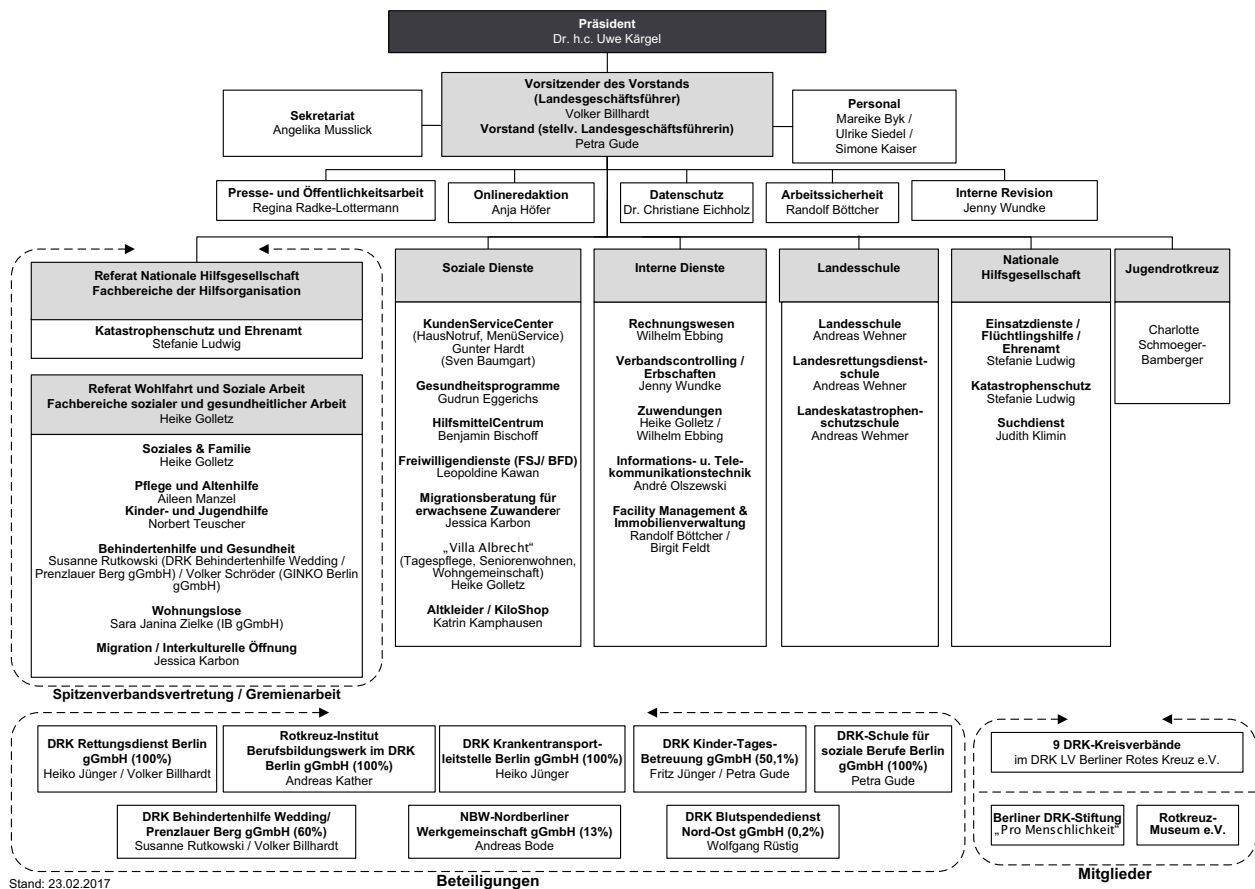 Präsident
Dr. h.c. Uwe Kärgel
Vorsitzender des Vorstands
(Landesgeschäftsführer)
Volker Billhardt
Vorstand (stellv. Landesgeschäftsführerin)
Petra Gude
Sekretariat
Angelika Musslick
Personal
Mareike Byk /
Ulrike Siedel /
Simone Kaiser
Presse- und Öffentlichkeitsarbeit
Regina Radke-Lottermann
Onlineredaktion
Anja Höfer
Datenschutz
Dr. Christiane Eichholz
Arbeitssicherheit
Randolf Böttcher
Interne Revision
Jenny Wundke
Referat Nationale Hilfsgesellschaft
Fachbereiche der Hilfsorganisation
Katastrophenschutz und Ehrenamt
Stefanie Ludwig
Referat Wohlfahrt und Soziale Arbeit
Fachbereiche sozialer und gesundheitlicher Arbeit
Heike Golletz
Soziales & Familie
Heike Golletz
Pflege und Altenhilfe
Aileen Manzel
Kinder- und Jugendhilfe
Norbert Teuscher
Behindertenhilfe und Gesundheit
Susanne Rutkowski (DRK Behindertenhilfe Wedding /
Prenzlauer Berg gGmbH) / Volker Schröder (GINKO Berlin
gGmbH)
Wohnungslose
Sara Janina Zielke (IB gGmbH)
Migration / Interkulturelle Öffnung
Jessica Karbon
Spitzenverbandsvertretung / Gremienarbeit
Soziale Dienste
KundenServiceCenter
(HausNotruf, MenüService)
Gunter Hardt
(Sven Baumgart)
Gesundheitsprogramme
Gudrun Eggerichs
HilfsmittelCentrum
Benjamin Bischoff
Freiwilligendienste (FSJ/ BFD)
Leopoldine Kawan
Migrationsberatung für
erwachsene Zuwanderer
Jessica Karbon
„Villa Albrecht"
(Tagespflege, Seniorenwohnen,
Wohngemeinschaft)
Heike Golletz
Altkleider / KiloShop
Katrin Kamphausen
Interne Dienste
Rechnungswesen
Wilhelm Ebbing
Verbandscontrolling /
Erbschaften
Jenny Wundke
Zuwendungen
Heike Golletz /
Wilhelm Ebbing
Informations- u. Tele-
kommunikationstechnik
André Olszewski
Facility Management &
Immobilienverwaltung
Randolf Böttcher /
Birgit Feldt
Landesschule
Landesschule
Andreas Wehner
Landesrettungsdienst-
schule
Andreas Wehner
Landeskatastrophen-
schutzschule
Andreas Wehmer
Nationale
Hilfsgesellschaft
Einsatzdienste /
Flüchtlingshilfe /
Ehrenamt
Stefanie Ludwig
Katastrophenschutz
Stefanie Ludwig
Suchdienst
Judith Klimin
Jugendrotkreuz
Charlotte
Schmoeger-
Bamberger
DRK Rettungsdienst Berlin
gGmbH (100%)
Heiko Jünger / Volker Billhardt
Rotkreuz-Institut
Berufsbildungswerk im DRK
Berlin gGmbH (100%)
Andreas Kather
DRK Krankentransport-
leitstelle Berlin gGmbH (100%)
Heiko Jünger
DRK Kinder-Tages-
Betreuung gGmbH (50,1%)
Fritz Jünger / Petra Gude
DRK-Schule für
soziale Berufe Berlin
gGmbH (100%)
Petra Gude
DRK Behindertenhilfe Wedding/
Prenzlauer Berg gGmbH (60%)
Susanne Rutkowski / Volker Billhardt
NBW-Nordberliner
Werkgemeinschaft gGmbH (13%)
Andreas Bode
DRK Blutspendedienst
Nord-Ost gGmbH (0,2%)
Wolfgang Rüstig
Beteiligungen
9 DRK-Kreisverbände
im DRK LV Berliner Rotes Kreuz e.V.
Berliner DRK-Stiftung
„Pro Menschlichkeit"
Rotkreuz-
Museum e.V.
Mitglieder
Stand: 23.02.2017